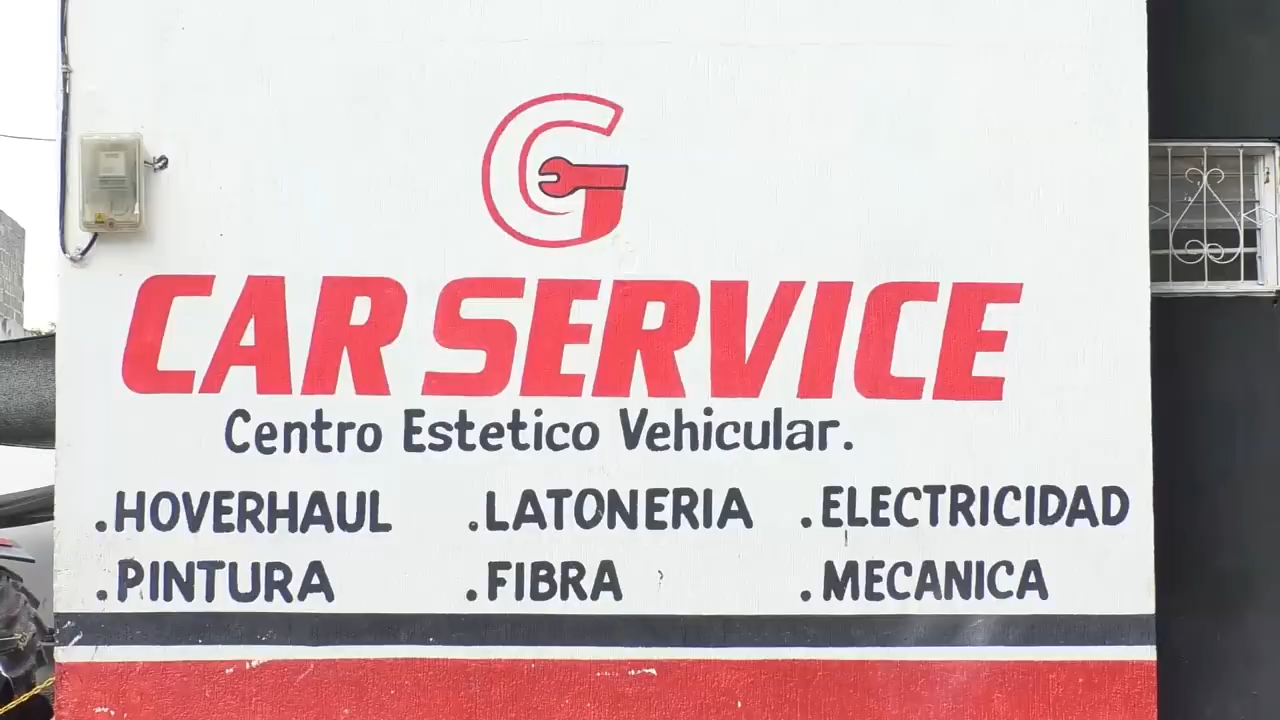 G
CAR SERVICE
Centro Estetico Vehicular.
.HOVERHAUL .LATONERIA .ELECTRICIDAD
.PINTURA .FIBRA .MECANICA